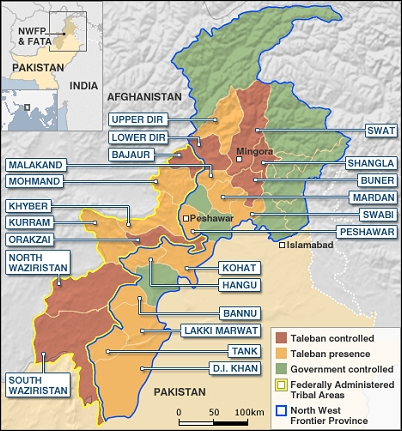 NWFP
& FATA
PAKISTAN
INDIA
AFGHANISTAN
UPPER DIR
LOWER DIR
BAJAUR
MALAKAND
MOHMAND
KHYBER
KURRAM
ORAKZAI
NORTH
WAZIRISTAN
SOUTH
WAZIRISTAN
Mingora
Peshawar
Islamabad
SWAT
SHANGLA
BUNER
MARDAN
SWABI
PESHAWAR
KOHAT
HANGU
BANNU
LAKKI MARWAT
TANK
D.I. KHAN
PAKISTAN
0 50 100km
Taleban controlled
Taleban presence
Government controlled
Federally Administered
Tribal Areas
North West
Frontier Province